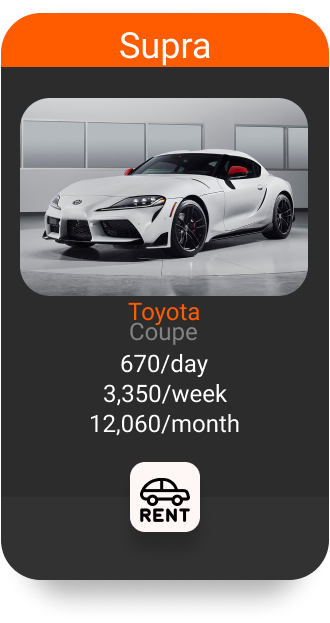 Supra
Toyota
Coupe
670/day
3,350/week
12,060/month
RENT